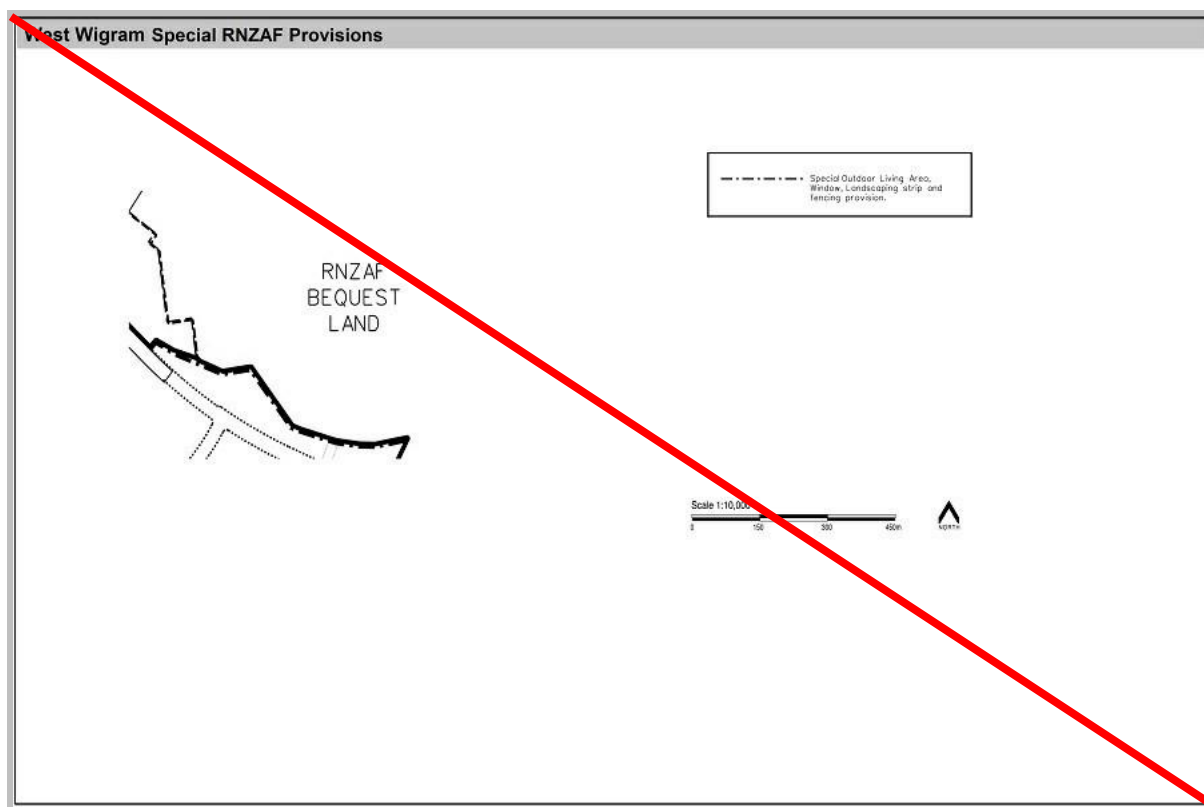 West Wigram Special RNZAF Provisions
Special Outdoor Living Area,
Window, Landscaping strip and
fencing provision.
RNZAF
BEQUEST
LAND
Scale 1:10,000
0 150 300 450m
NORTH